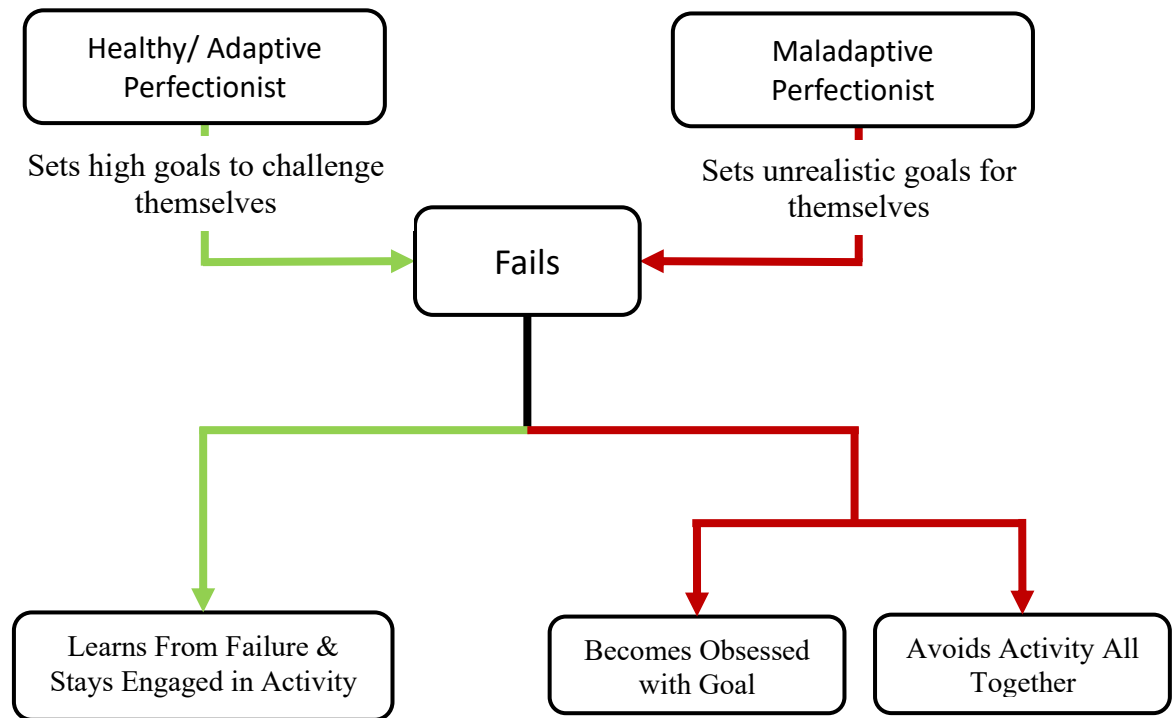 Healthy/ Adaptive
Perfectionist
Maladaptive
Perfectionist
Sets high goals to challenge
themselves
Sets unrealistic goals for
themselves
Fails
Learns From Failure &
Stays Engaged in Activity
Becomes Obsessed
with Goal
Avoids Activity All
Together